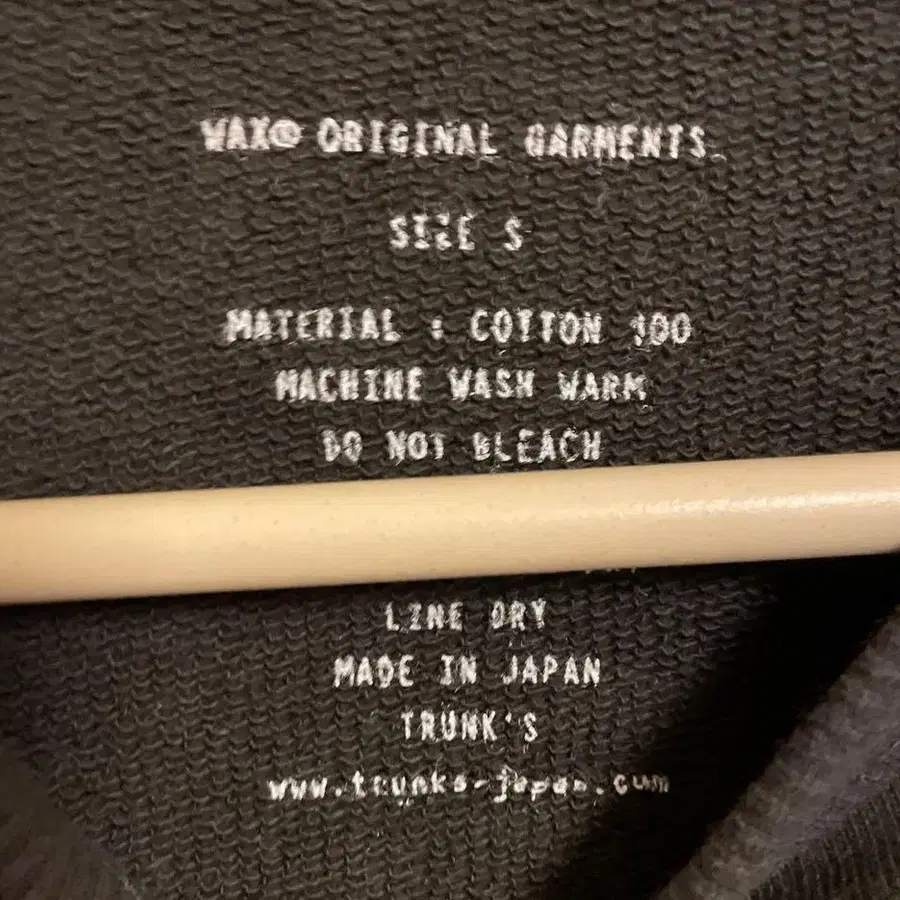 WAX® ORIGINAL GARMENTS
SIZE S
MATERIAL : COTTON 100
MACHINE WASH WARM
DO NOT BLEACH
LINE DRY
MADE IN JAPAN
TRUNK'S
www.trunks-japan.com